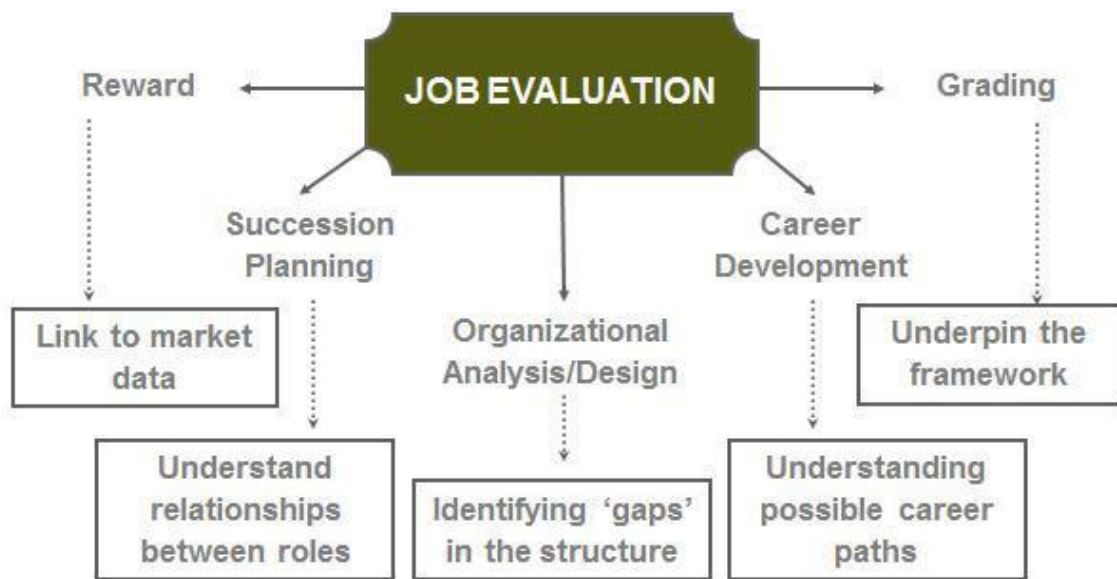 JOB EVALUATION
Reward
Grading
Succession
Planning
Career
Development
Organizational
Analysis/Design
Link to market
data
Underpin the
framework
Understand
relationships
between roles
Identifying ‘gaps’
in the structure
Understanding
possible career
paths